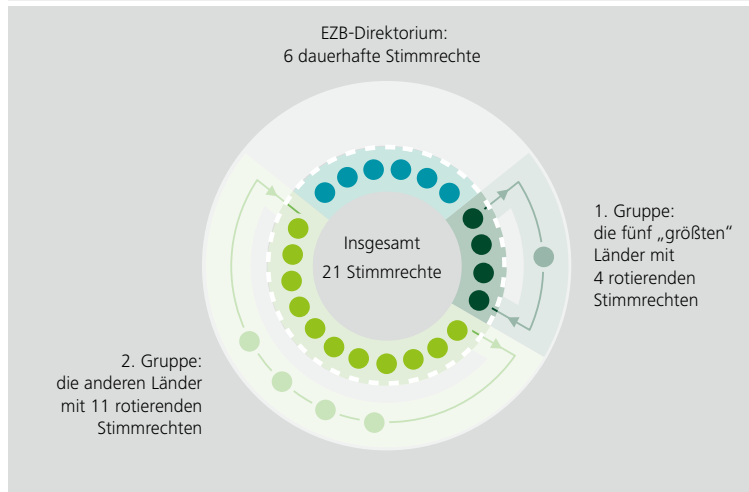 EZB-Direktorium:
6 dauerhafte Stimmrechte
Insgesamt
21 Stimmrechte
1. Gruppe:
die fünf „größten“
Länder mit
4 rotierenden
Stimmrechten
2. Gruppe:
die anderen Länder
mit 11 rotierenden
Stimmrechten